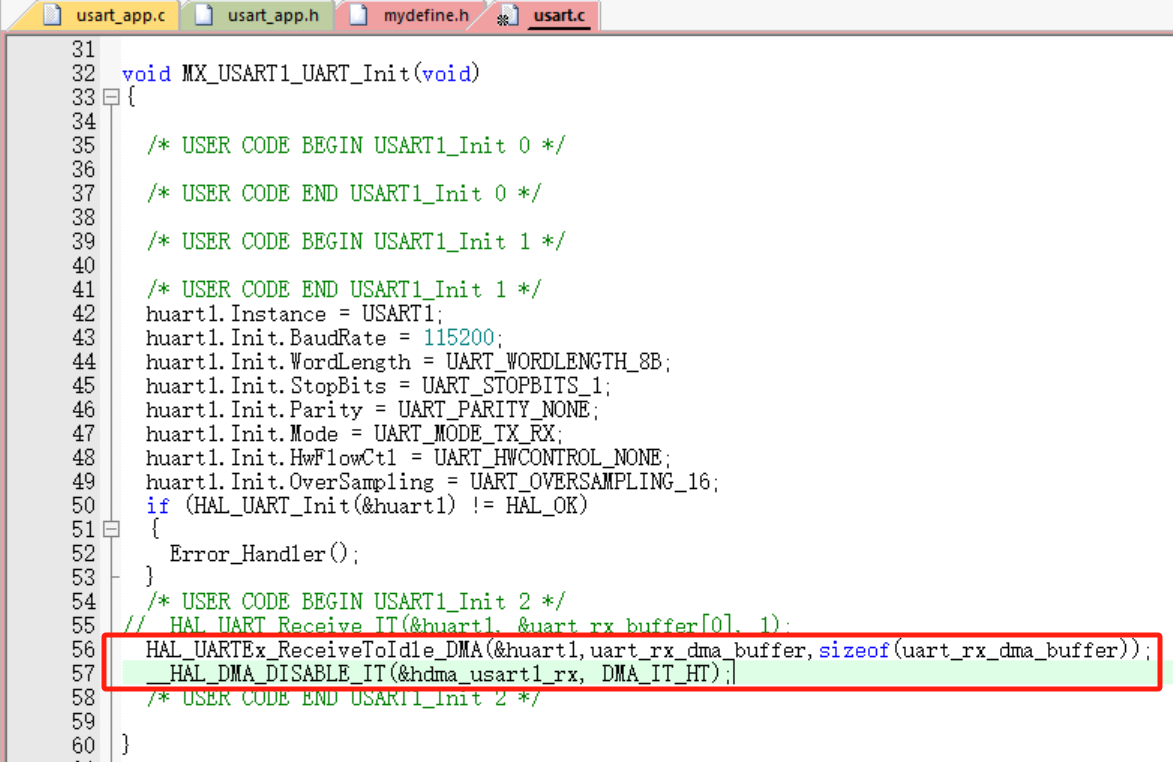 usart_app.c usart_app.h mydefine.h usart.c
31
32 void MX_USART1_UART_Init(void)
33 {
34
35 /* USER CODE BEGIN USART1_Init 0 */
36
37 /* USER CODE END USART1_Init 0 */
38
39 /* USER CODE BEGIN USART1_Init 1 */
40
41 /* USER CODE END USART1_Init 1 */
42 huart1.Instance = USART1;
43 huart1.Init.BaudRate = 115200;
44 huart1.Init.WordLength = UART_WORDLENGTH_8B;
45 huart1.Init.StopBits = UART_STOPBITS_1;
46 huart1.Init.Parity = UART_PARITY_NONE;
47 huart1.Init.Mode = UART_MODE_TX_RX;
48 huart1.Init.HwFlowCtl = UART_HWCONTROL_NONE;
49 huart1.Init.OverSampling = UART_OVERSAMPLING_16;
50 if (HAL_UART_Init(&huart1) != HAL_OK)
51 {
52 Error_Handler();
53 }
54 /* USER CODE BEGIN USART1_Init 2 */
55 // HAL_UART_Receive_IT(&huart1, &uart_rx_buffer[0], 1);
56 HAL_UARTEx_ReceiveToIdle_DMA(&huart1,uart_rx_dma_buffer,sizeof(uart_rx_dma_buffer));
57 __HAL_DMA_DISABLE_IT(&hdma_usart1_rx, DMA_IT_HT);
58 /* USER CODE END USART1_Init 2 */
59
60 }